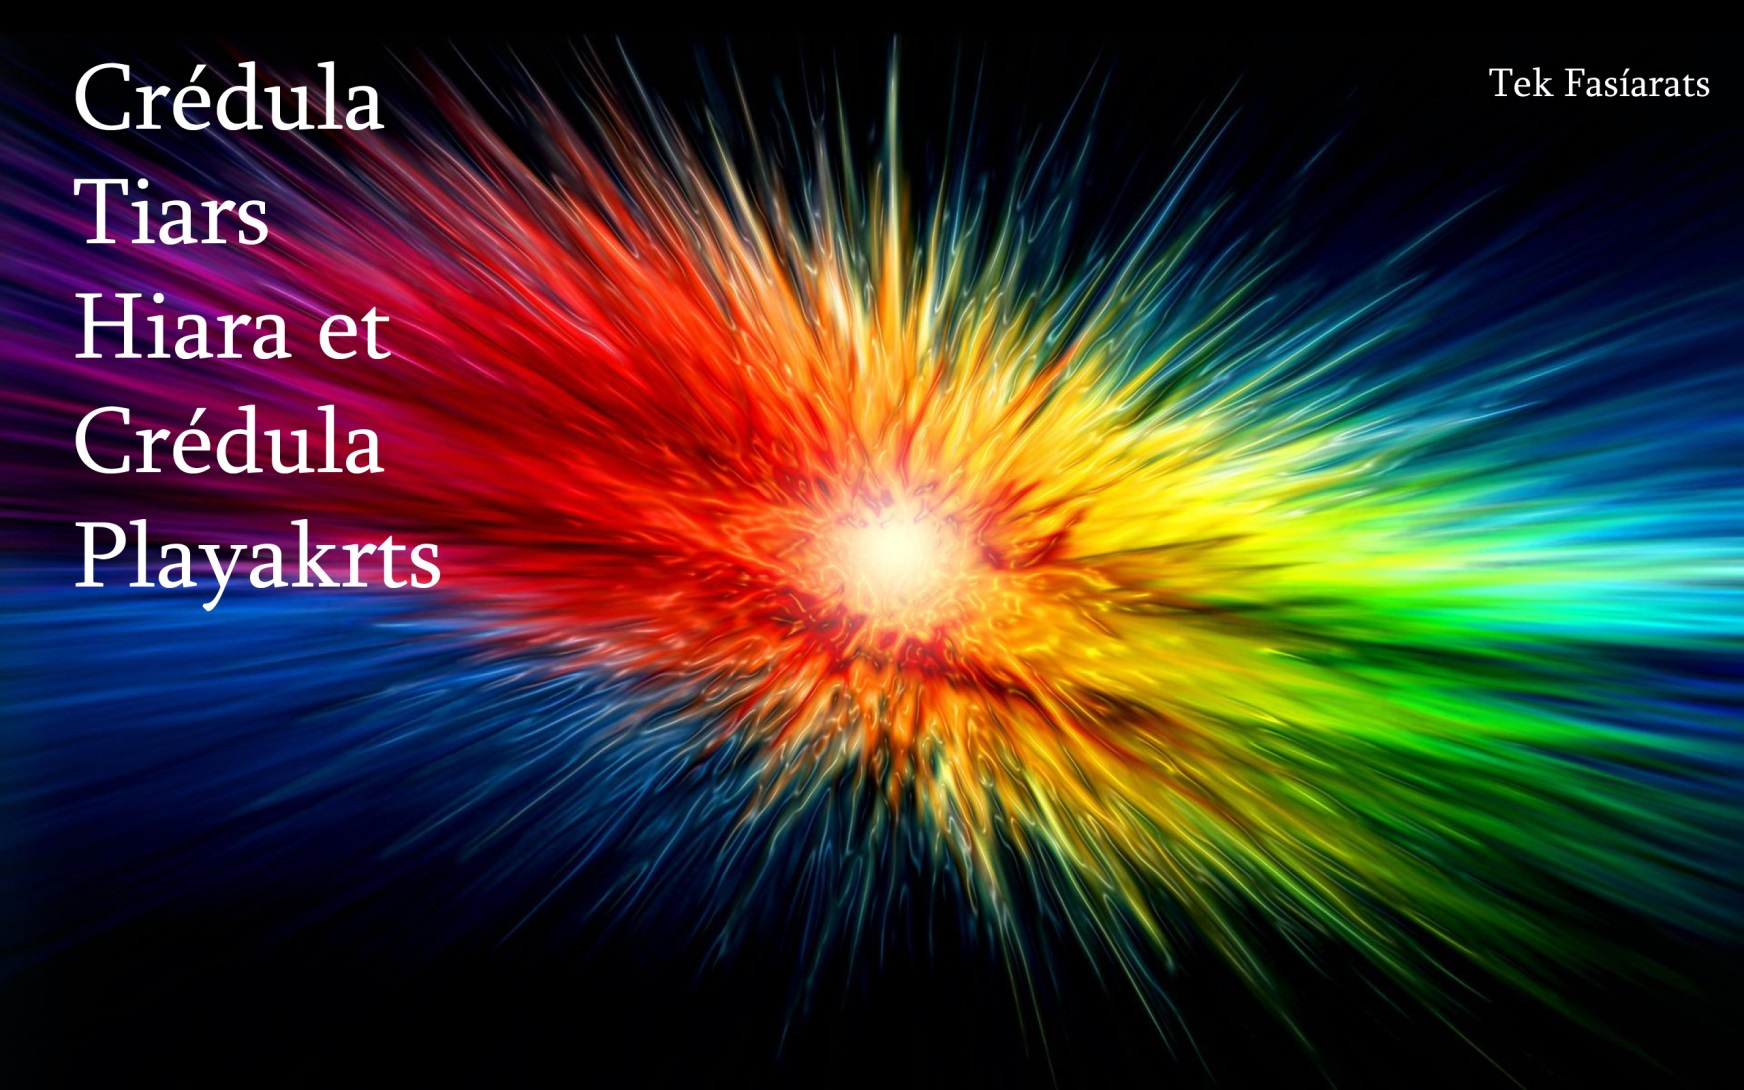 Crédula
Tiars
Hiara et
Crédula
Playakrts
Tek Fasíarats